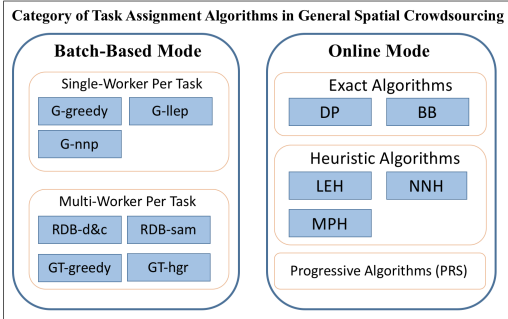 Category of Task Assignment Algorithms in General Spatial Crowdsourcing
Batch-Based Mode
Single-Worker Per Task
G-greedy
G-llep
G-nnp
Multi-Worker Per Task
RDB-d&c
RDB-sam
GT-greedy
GT-hgr
Online Mode
Exact Algorithms
DP
BB
Heuristic Algorithms
LEH
NNH
MPH
Progressive Algorithms (PRS)